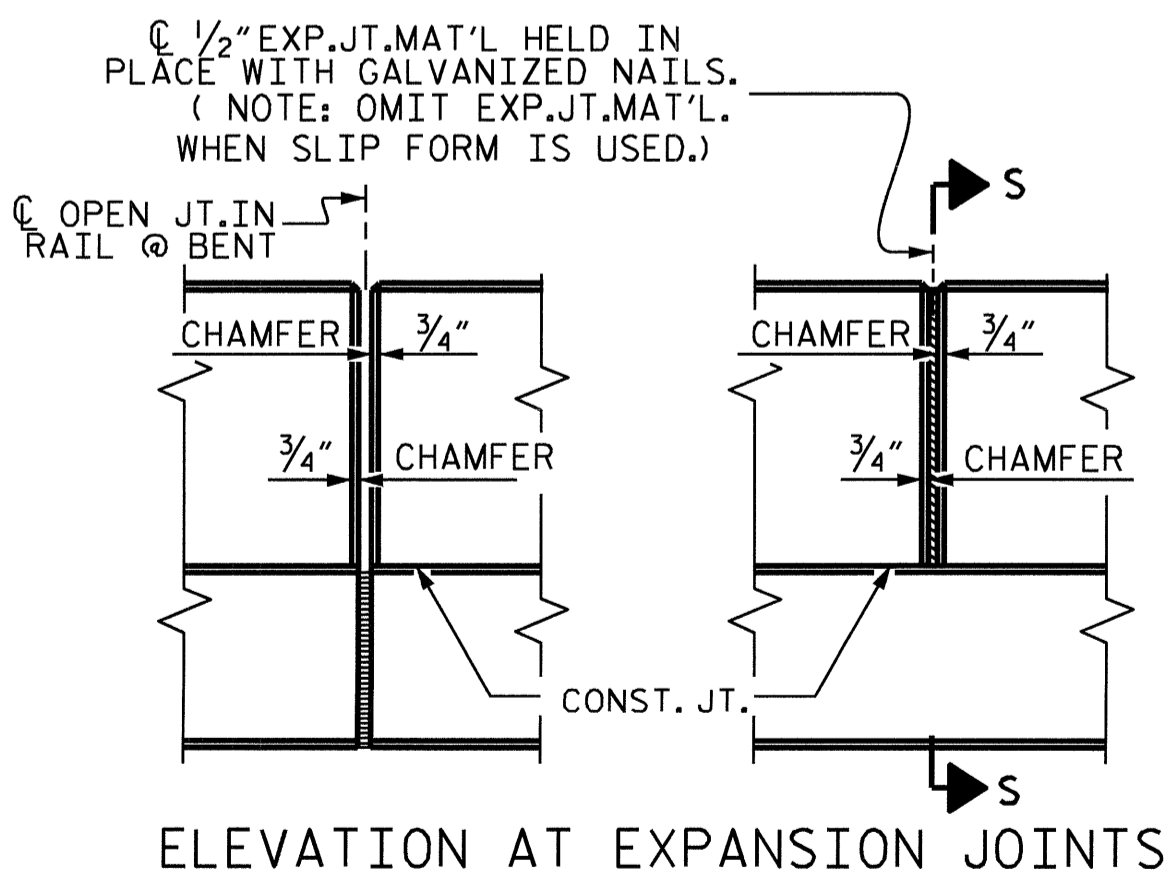 ℄ 1/2" EXP.JT.MAT'L HELD IN
PLACE WITH GALVANIZED NAILS.
( NOTE: OMIT EXP.JT.MAT'L.
WHEN SLIP FORM IS USED.)
S
℄ OPEN JT.IN
RAIL @ BENT
CHAMFER 3/4"
CHAMFER 3/4"
3/4" CHAMFER
3/4" CHAMFER
CONST. JT.
S
ELEVATION AT EXPANSION JOINTS